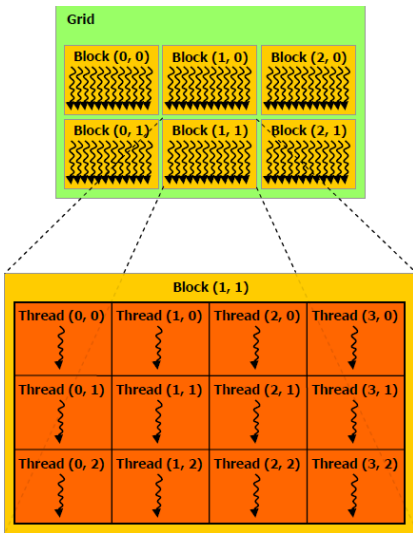 Grid
Block (0, 0) Block (1, 0) Block (2, 0)
Block (0, 1) Block (1, 1) Block (2, 1)
Block (1, 1)
Thread (0, 0) Thread (1, 0) Thread (2, 0) Thread (3, 0)
Thread (0, 1) Thread (1, 1) Thread (2, 1) Thread (3, 1)
Thread (0, 2) Thread (1, 2) Thread (2, 2) Thread (3, 2)